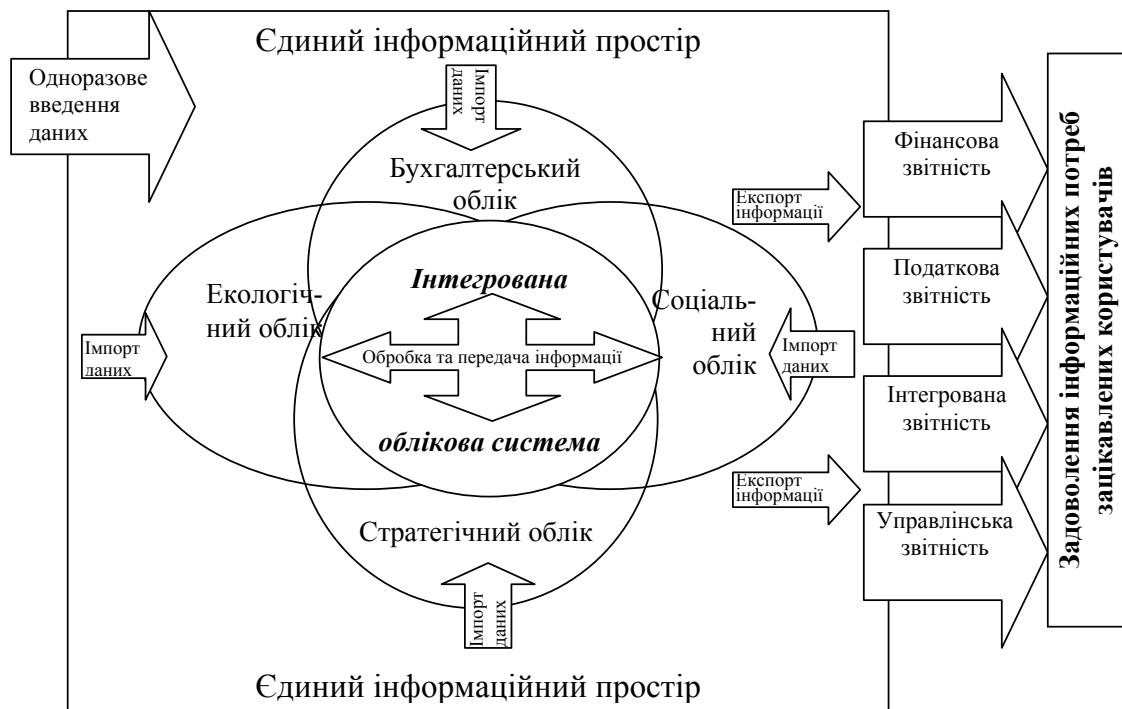 Єдиний інформаційний простір
Одноразове
введення
даних
Імпорт
даних
Бухгалтерський
облік
Екологіч-
ний облік
Інтегрована
Обробка та передача інформації
облікова система
Соціаль-
ний
облік
Імпорт
даних
Імпорт
даних
Стратегічний облік
Імпорт
даних
Єдиний інформаційний простір
Експорт
інформації
Експорт
інформації
Фінансова
звітність
Податкова
звітність
Інтегрована
звітність
Управлінська
звітність
Задоволення інформаційних потреб
зацікавлених користувачів